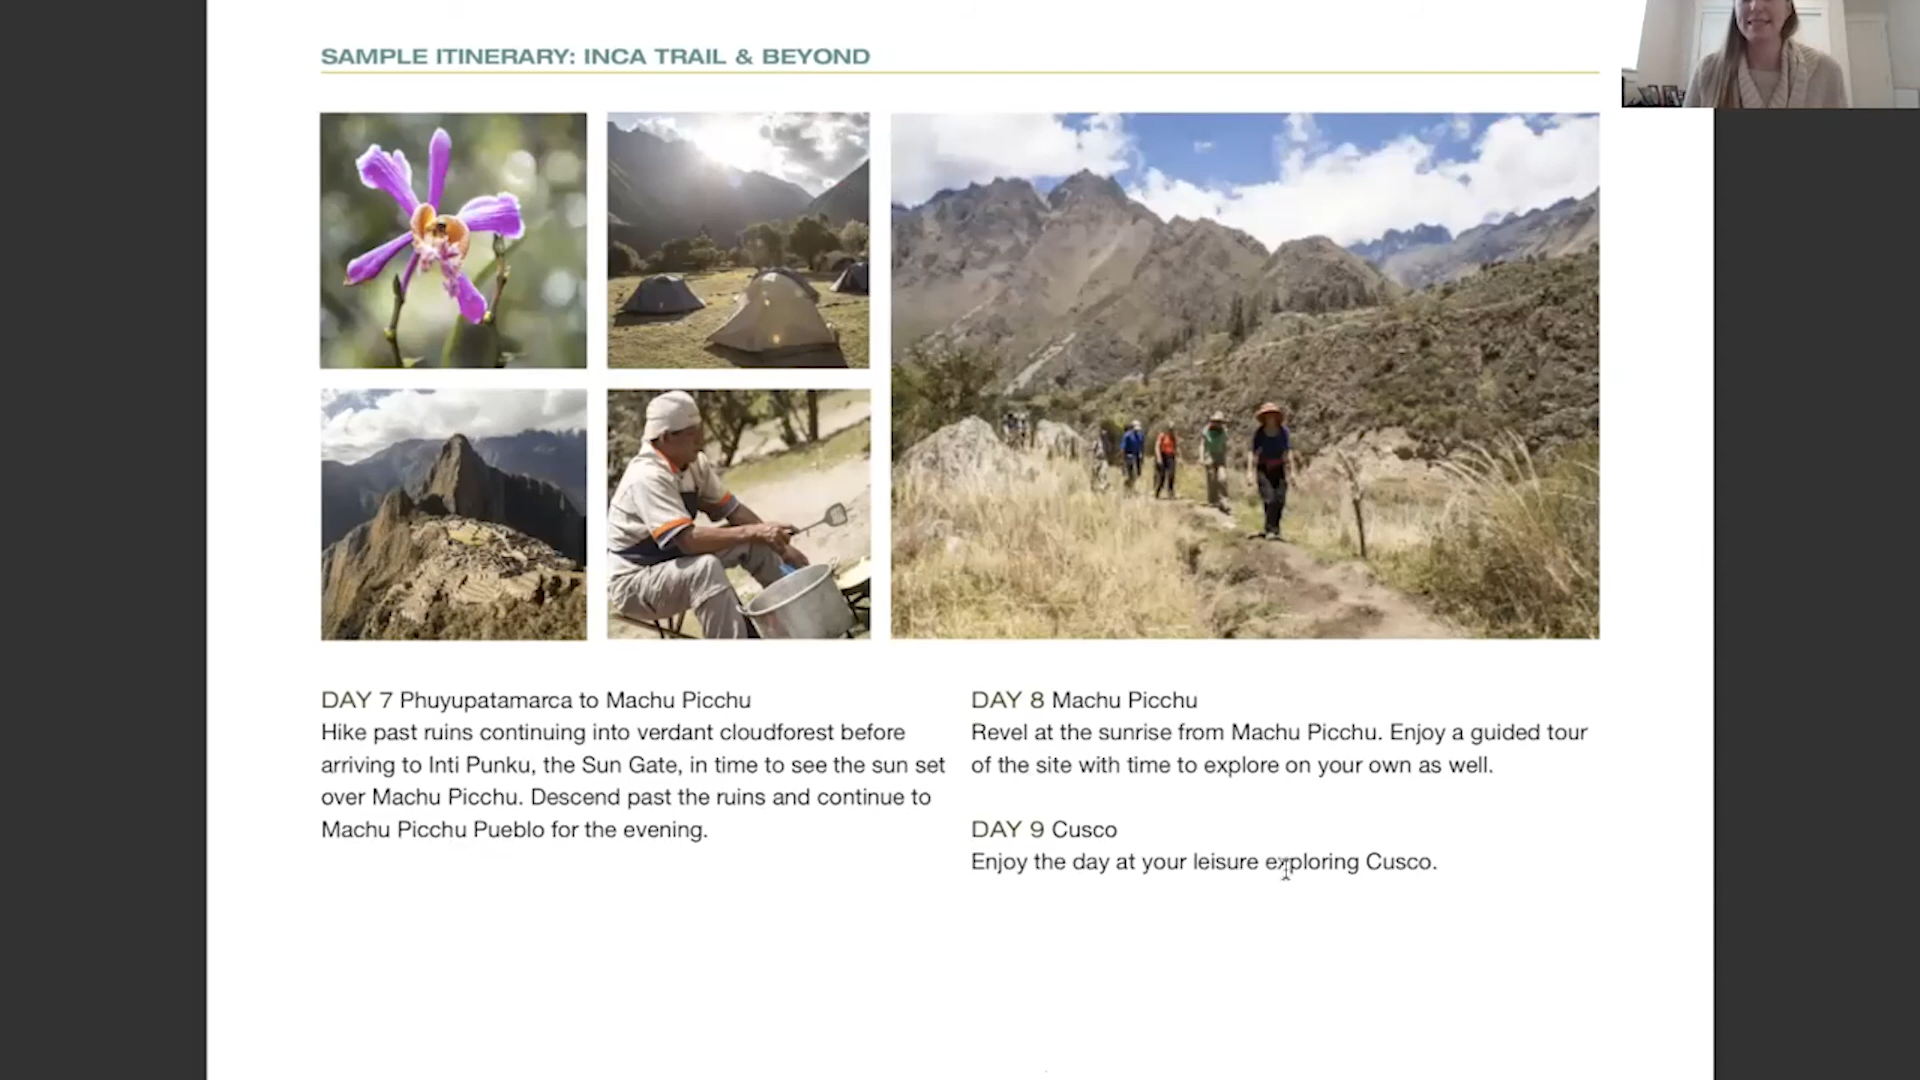 SAMPLE ITINERARY: INCA TRAIL & BEYOND
DAY 7 Phuyupatamarca to Machu Picchu
Hike past ruins continuing into verdant cloudforest before
arriving to Inti Punku, the Sun Gate, in time to see the sun set
over Machu Picchu. Descend past the ruins and continue to
Machu Picchu Pueblo for the evening.
DAY 8 Machu Picchu
Revel at the sunrise from Machu Picchu. Enjoy a guided tour
of the site with time to explore on your own as well.
DAY 9 Cusco
Enjoy the day at your leisure exploring Cusco.